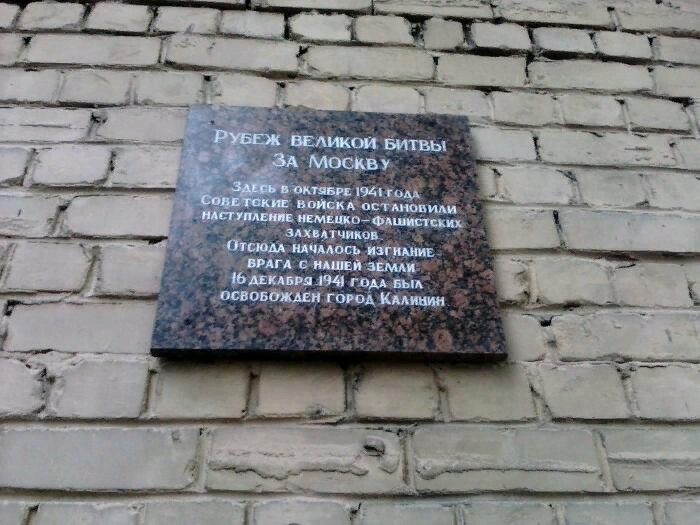 Рубеж великой битвы
За Москву
Здесь в октябре 1941 года
Советские войска остановили
наступление немецко-фашистских
захватчиков
Отсюда началось изгнание
врага с нашей земли
16 декабря 1941 года был
освобожден город Калинин